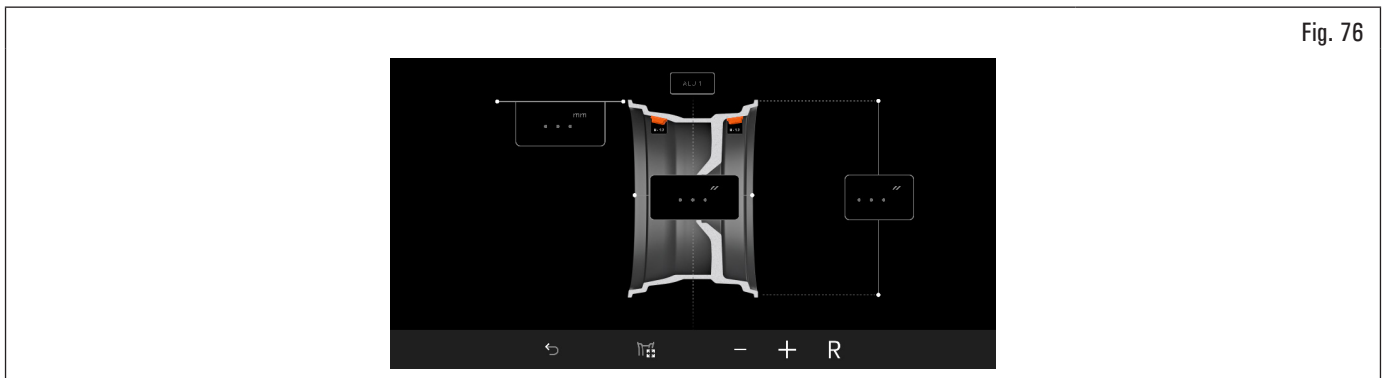 Fig. 76
ALU 1
mm
. . .
. . . "
. . . "
- + R